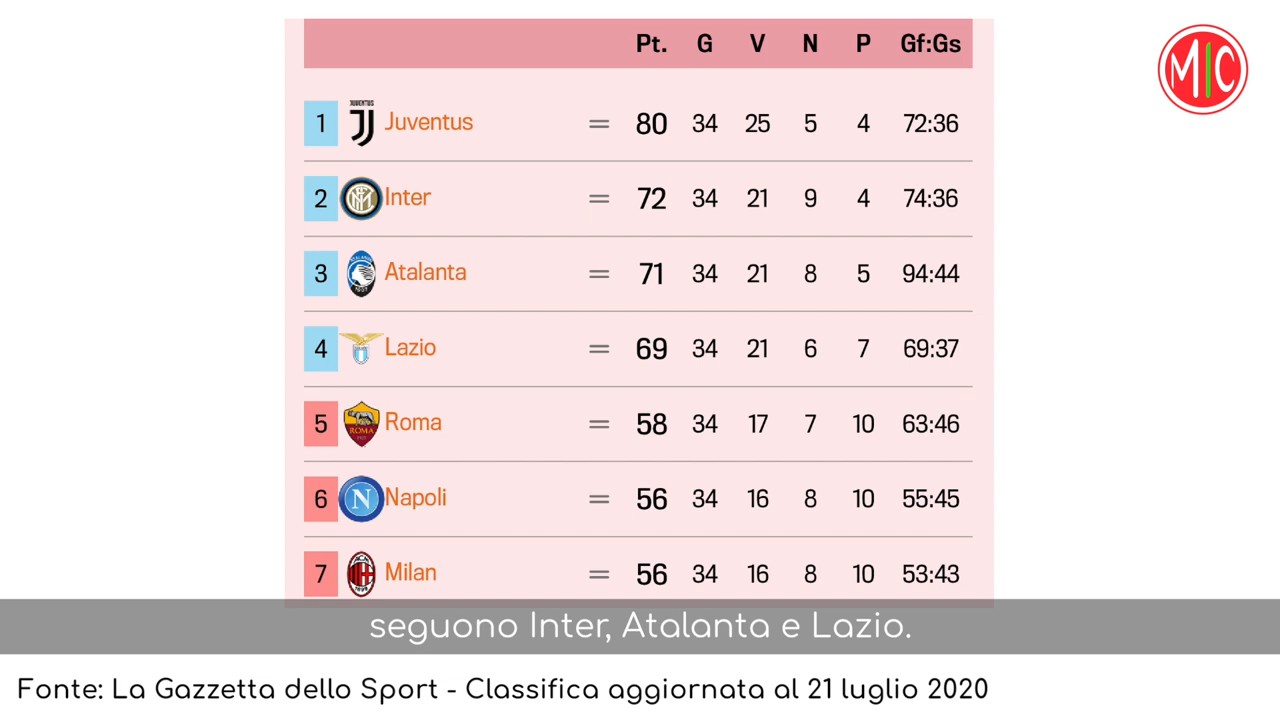 Pt. G V N P Gf:Gs
MIC
JUVENTUS
1 Juventus = 80 34 25 5 4 72:36
2 Inter = 72 34 21 9 4 74:36
3 Atalanta = 71 34 21 8 5 94:44
4 Lazio = 69 34 21 6 7 69:37
5 ROMA Roma = 58 34 17 7 10 63:46
6 N Napoli = 56 34 16 8 10 55:45
7 Milan = 56 34 16 8 10 53:43
seguono Inter, Atalanta e Lazio.
Fonte: La Gazzetta dello Sport - Classifica aggiornata al 21 luglio 2020